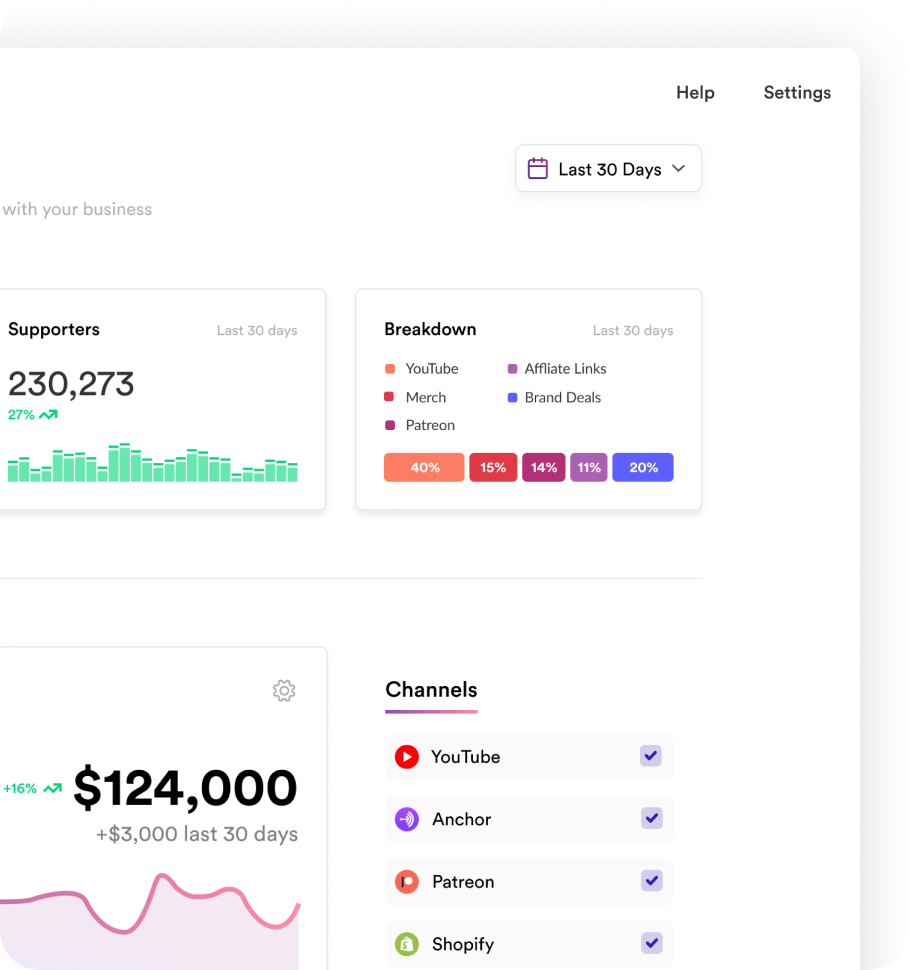 Help Settings
Last 30 Days
with your business
Supporters Last 30 days
230,273
27%
Breakdown Last 30 days
YouTube Affliate Links
Merch Brand Deals
Patreon
40% 15% 14% 11% 20%
+16% $124,000
+$3,000 last 30 days
Channels
YouTube
Anchor
Patreon
Shopify